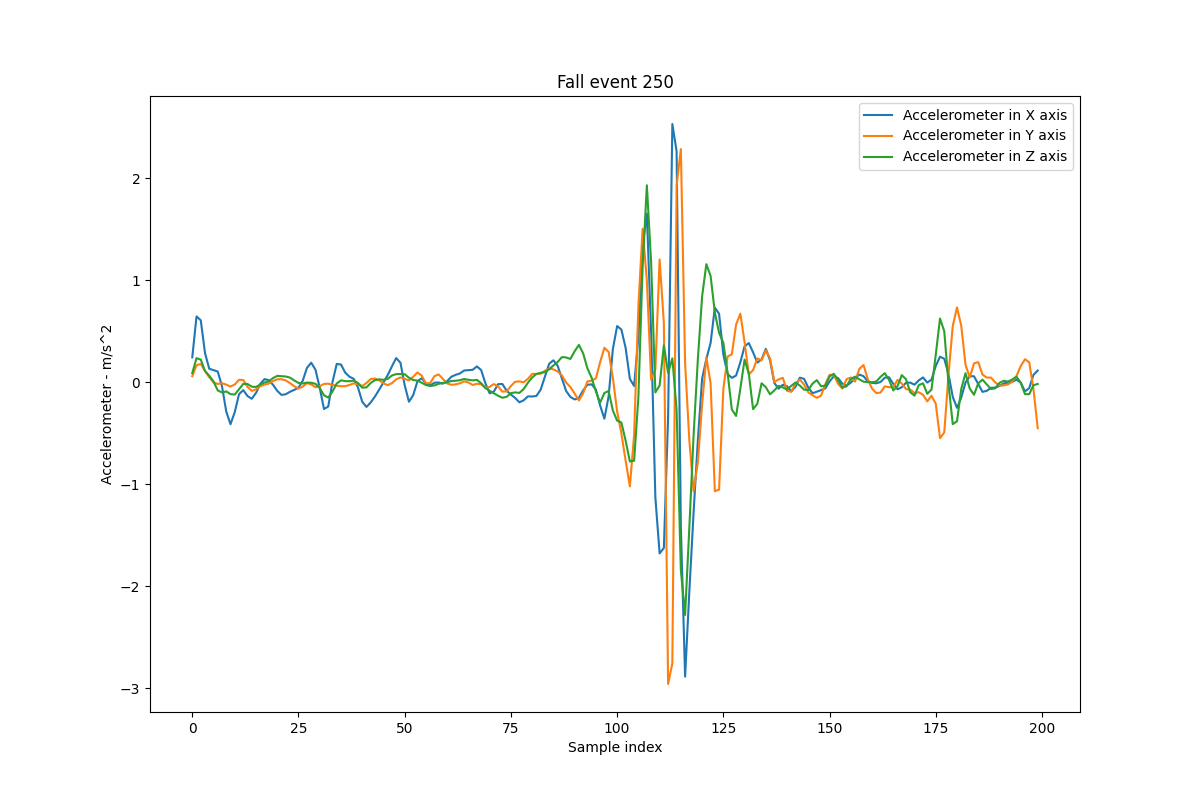 Fall event 250
Accelerometer in X axis
Accelerometer in Y axis
Accelerometer in Z axis
Accelerometer - m/s^2
2
1
0
−1
−2
−3
0
25
50
75
100
125
150
175
200
Sample index